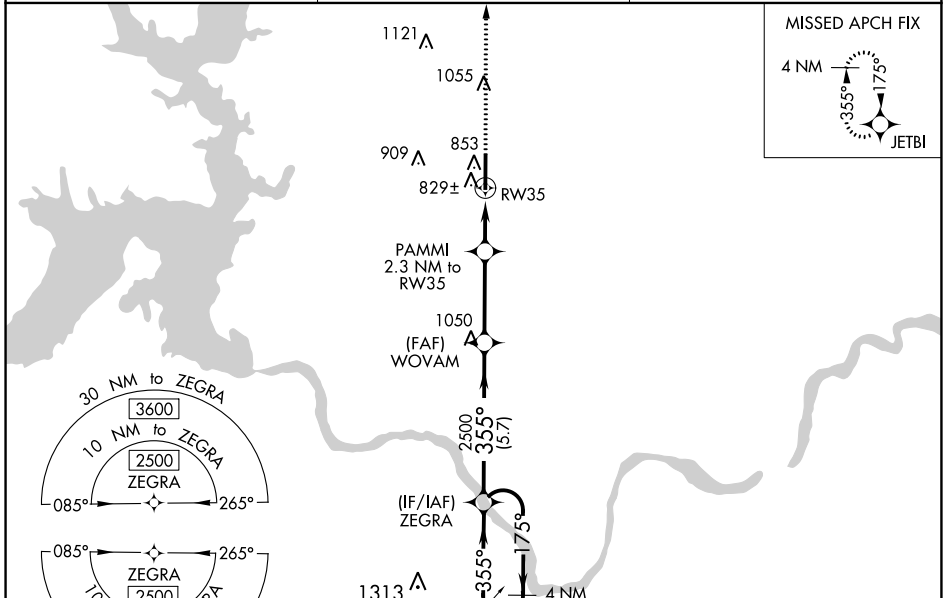 MISSED APCH FIX
4 NM
355°
175°
JETBI
1121
1055
853
909
829±
RW35
PAMMI
2.3 NM to
RW35
1050
(FAF)
WOVAM
30 NM to ZEGRA
3600
10 NM to ZEGRA
2500
ZEGRA
085°
265°
2500
355°
(5.7)
(IF/IAF)
ZEGRA
175°
355°
4 NM
085°
265°
ZEGRA
2500
1313